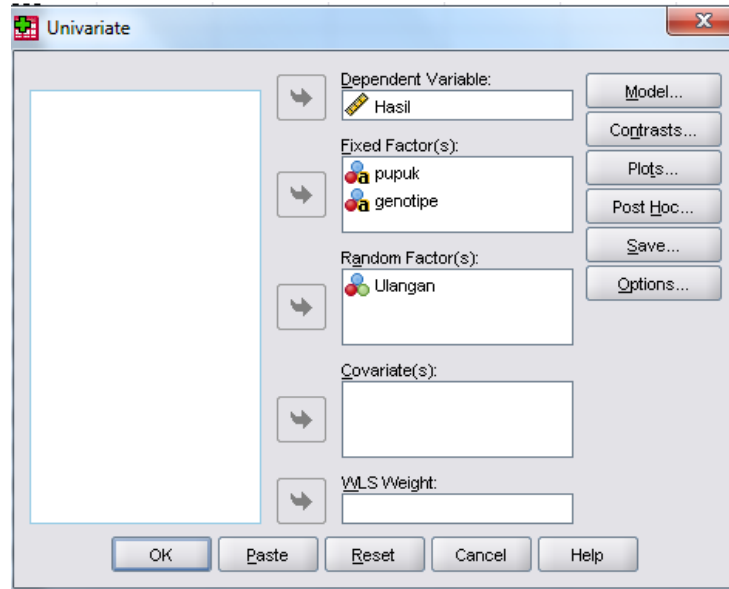 Univariate
Dependent Variable:
Hasil
Fixed Factor(s):
pupuk
genotipe
Random Factor(s):
Ulangan
Covariate(s):
WLS Weight:
Model...
Contrasts...
Plots...
Post Hoc...
Save...
Options...
OK
Paste
Reset
Cancel
Help